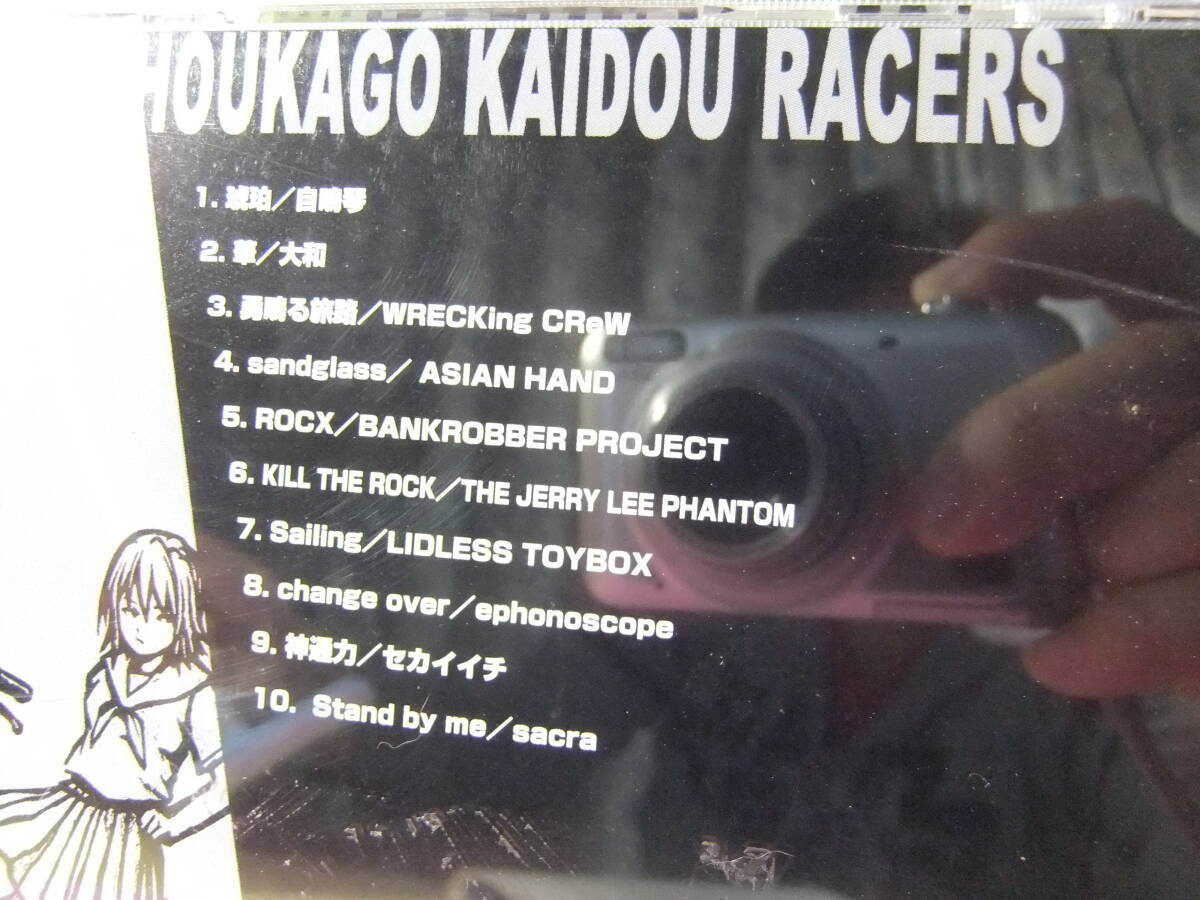 HOUKAGO KAIDOU RACERS
1. 琥珀／自鳴琴
2. 華／大和
3. 勇鳴る旅路／WRECKing CReW
4. sandglass／ ASIAN HAND
5. ROCX／BANKROBBER PROJECT
6. KILL THE ROCK／THE JERRY LEE PHANTOM
7. Sailing／LIDLESS TOYBOX
8. change over／ephonoscope
9. 神通力／セカイイチ
10. Stand by me／sacra